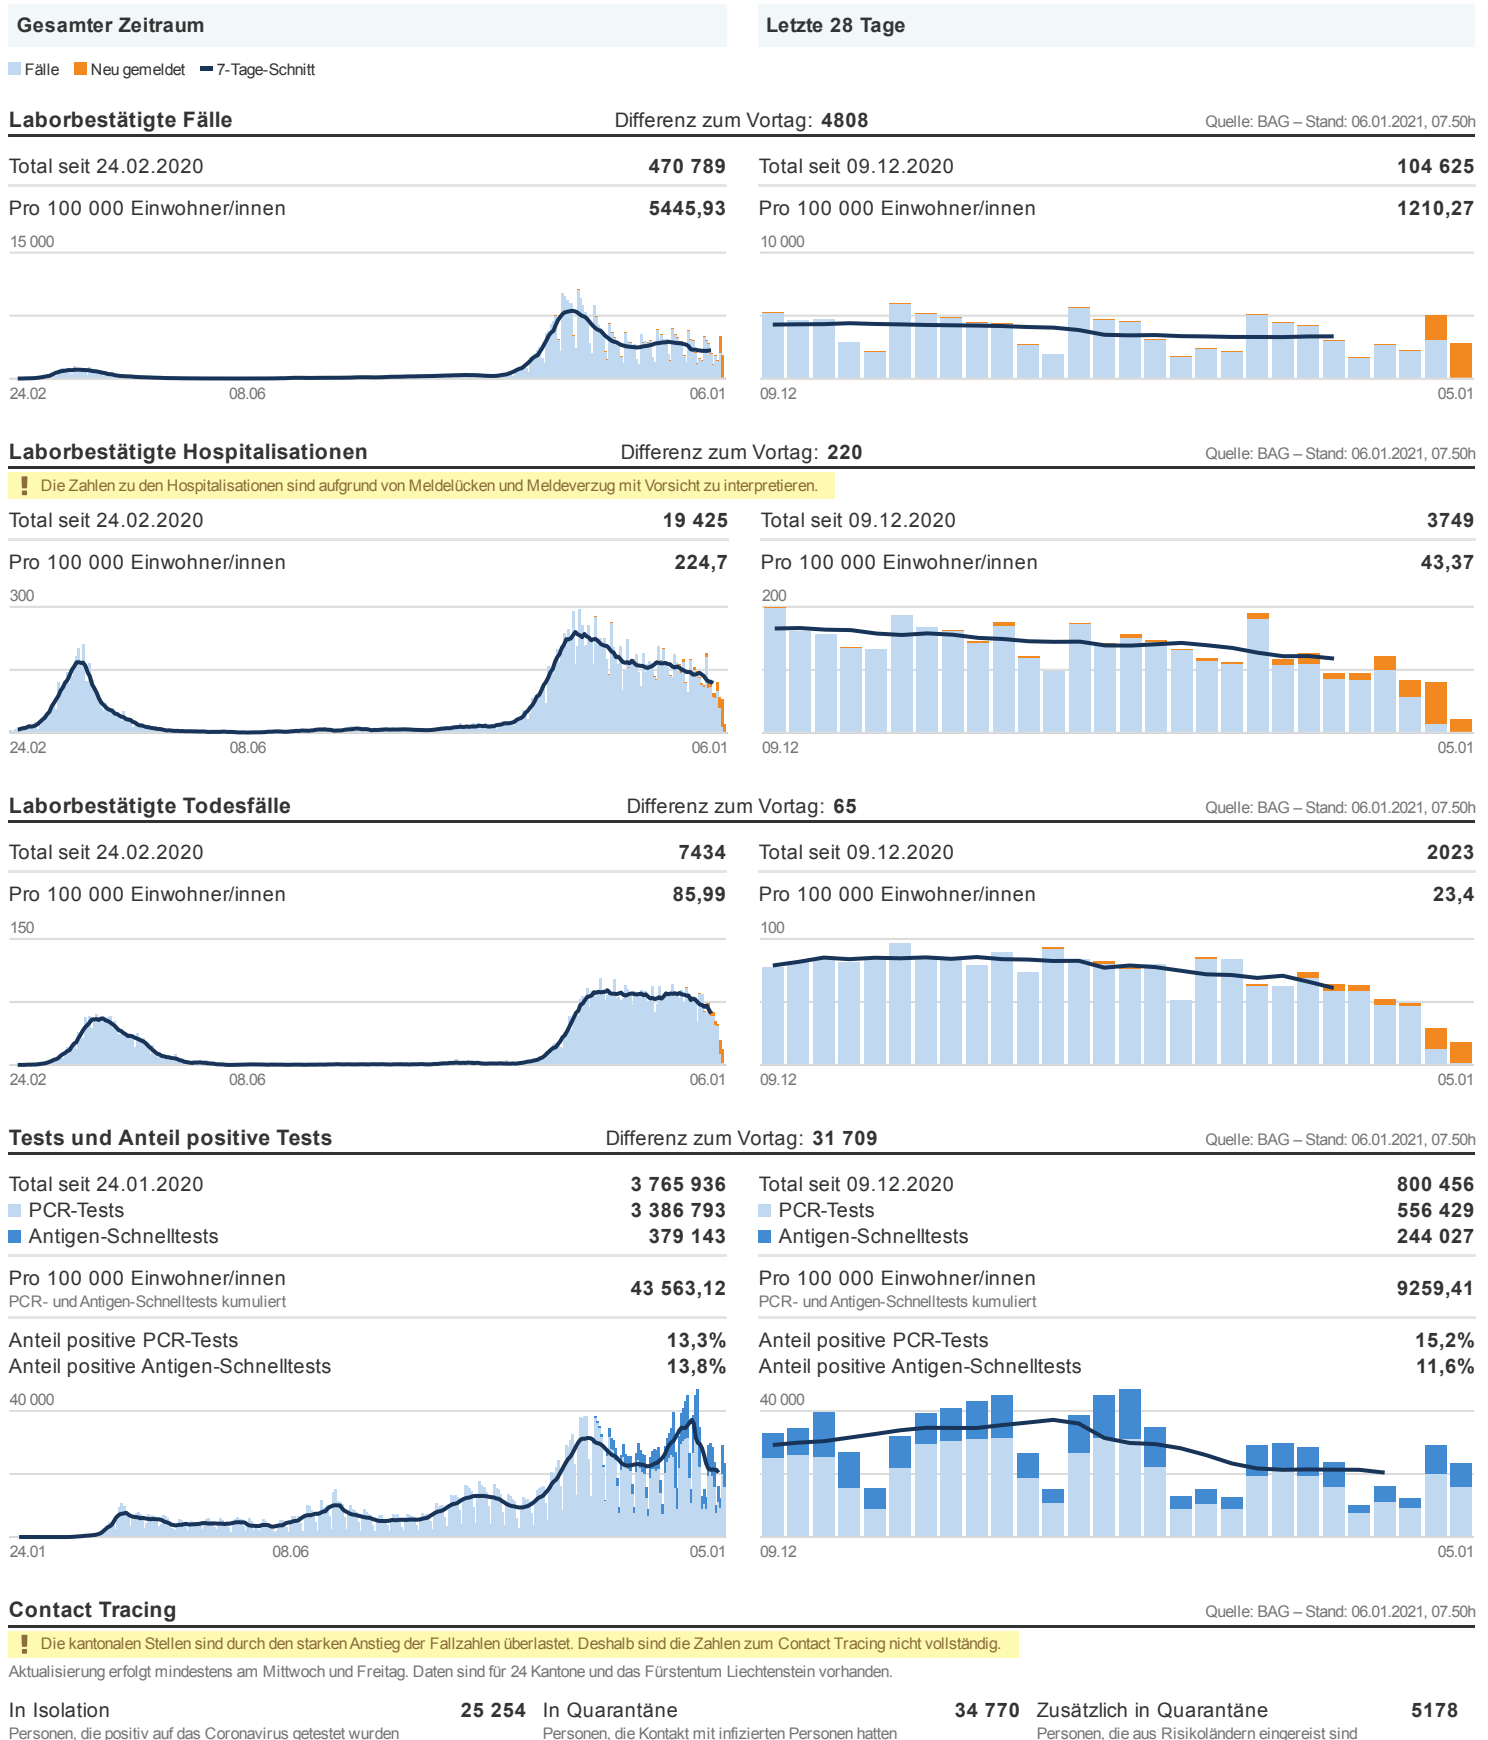 Gesamter Zeitraum
Letzte 28 Tage
Fälle Neu gemeldet 7-Tage-Schnitt
Laborbestätigte Fälle Differenz zum Vortag: 4808 Quelle: BAG – Stand: 06.01.2021, 07.50h
Total seit 24.02.2020 470 789
Pro 100 000 Einwohner/innen 5445,93
15 000
24.02 08.06 06.01
Total seit 09.12.2020 104 625
Pro 100 000 Einwohner/innen 1210,27
10 000
09.12 05.01
Laborbestätigte Hospitalisationen Differenz zum Vortag: 220 Quelle: BAG – Stand: 06.01.2021, 07.50h
! Die Zahlen zu den Hospitalisationen sind aufgrund von Meldelücken und Meldeverzug mit Vorsicht zu interpretieren.
Total seit 24.02.2020 19 425
Pro 100 000 Einwohner/innen 224,7
300
24.02 08.06 06.01
Total seit 09.12.2020 3749
Pro 100 000 Einwohner/innen 43,37
200
09.12 05.01
Laborbestätigte Todesfälle Differenz zum Vortag: 65 Quelle: BAG – Stand: 06.01.2021, 07.50h
Total seit 24.02.2020 7434
Pro 100 000 Einwohner/innen 85,99
150
24.02 08.06 06.01
Total seit 09.12.2020 2023
Pro 100 000 Einwohner/innen 23,4
100
09.12 05.01
Tests und Anteil positive Tests Differenz zum Vortag: 31 709 Quelle: BAG – Stand: 06.01.2021, 07.50h
Total seit 24.01.2020 3 765 936
PCR-Tests 3 386 793
Antigen-Schnelltests 379 143
Pro 100 000 Einwohner/innen 43 563,12
PCR- und Antigen-Schnelltests kumuliert
Anteil positive PCR-Tests 13,3%
Anteil positive Antigen-Schnelltests 13,8%
40 000
24.01 08.06 05.01
Total seit 09.12.2020 800 456
PCR-Tests 556 429
Antigen-Schnelltests 244 027
Pro 100 000 Einwohner/innen 9259,41
PCR- und Antigen-Schnelltests kumuliert
Anteil positive PCR-Tests 15,2%
Anteil positive Antigen-Schnelltests 11,6%
40 000
09.12 05.01
Contact Tracing Quelle: BAG – Stand: 06.01.2021, 07.50h
! Die kantonalen Stellen sind durch den starken Anstieg der Fallzahlen überlastet. Deshalb sind die Zahlen zum Contact Tracing nicht vollständig.
Aktualisierung erfolgt mindestens am Mittwoch und Freitag. Daten sind für 24 Kantone und das Fürstentum Liechtenstein vorhanden.
In Isolation 25 254
Personen, die positiv auf das Coronavirus getestet wurden
In Quarantäne 34 770
Personen, die Kontakt mit infizierten Personen hatten
Zusätzlich in Quarantäne 5178
Personen, die aus Risikoländern eingereist sind